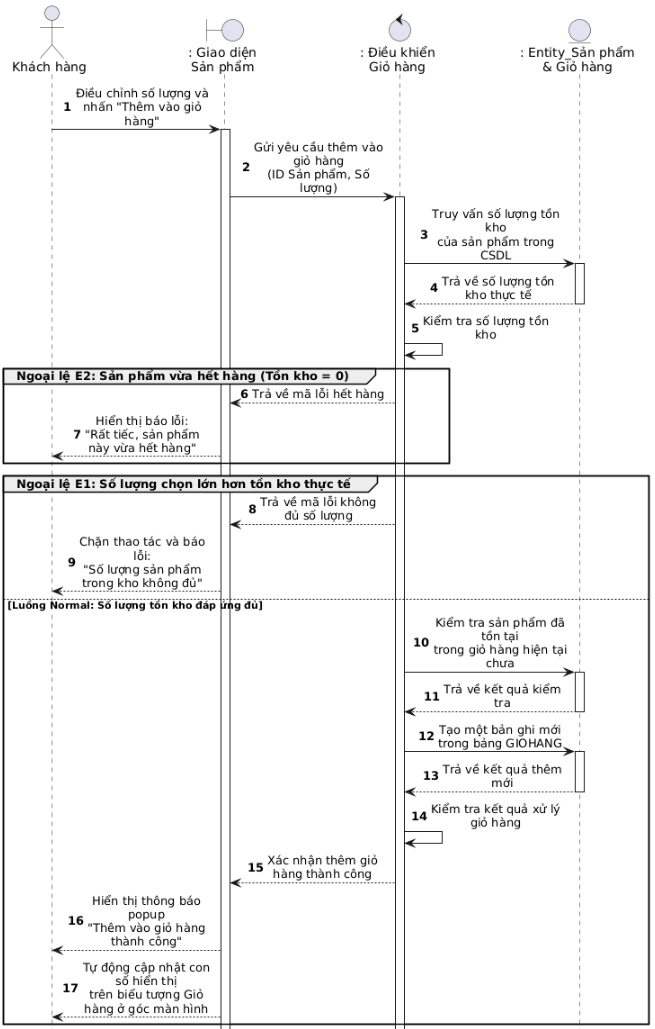 Khách hàng
: Giao diện
Sản phẩm
: Điều khiển
Giỏ hàng
: Entity_Sản phẩm
& Giỏ hàng
1 Điều chỉnh số lượng và
nhấn "Thêm vào giỏ
hàng"
2 Gửi yêu cầu thêm vào
giỏ hàng
(ID Sản phẩm, Số
lượng)
3 Truy vấn số lượng tồn
kho
của sản phẩm trong
CSDL
4 Trả về số lượng tồn
kho thực tế
5 Kiểm tra số lượng tồn
kho
Ngoại lệ E2: Sản phẩm vừa hết hàng (Tồn kho = 0)
6 Trả về mã lỗi hết hàng
7 Hiển thị báo lỗi:
"Rất tiếc, sản phẩm
này vừa hết hàng"
Ngoại lệ E1: Số lượng chọn lớn hơn tồn kho thực tế
8 Trả về mã lỗi không
đủ số lượng
9 Chặn thao tác và báo
lỗi:
"Số lượng sản phẩm
trong kho không đủ"
[Luồng Normal: Số lượng tồn kho đáp ứng đủ]
10 Kiểm tra sản phẩm đã
tồn tại
trong giỏ hàng hiện tại
chưa
11 Trả về kết quả kiểm
tra
12 Tạo một bản ghi mới
trong bảng GIOHANG
13 Trả về kết quả thêm
mới
14 Kiểm tra kết quả xử lý
giỏ hàng
15 Xác nhận thêm giỏ
hàng thành công
16 Hiển thị thông báo
popup
"Thêm vào giỏ hàng
thành công"
17 Tự động cập nhật con
số hiển thị
trên biểu tượng Giỏ
hàng ở góc màn hình